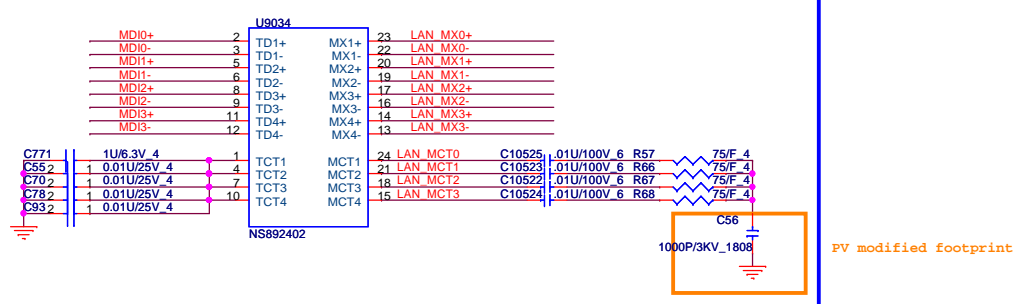 U9034
MDI0+ 2 TD1+ MX1+ 23 LAN_MX0+
MDI0- 3 TD1- MX1- 22 LAN_MX0-
MDI1+ 5 TD2+ MX2+ 20 LAN_MX1+
MDI1- 6 TD2- MX2- 19 LAN_MX1-
MDI2+ 8 TD3+ MX3+ 17 LAN_MX2+
MDI2- 9 TD3- MX3- 16 LAN_MX2-
MDI3+ 11 TD4+ MX4+ 14 LAN_MX3+
MDI3- 12 TD4- MX4- 13 LAN_MX3-
C771 1U/6.3V_4 1 TCT1 MCT1 24 LAN_MCT0 C10525 .01U/100V_6 R57 75/F_4
C55 2 1 0.01U/25V_4 4 TCT2 MCT2 21 LAN_MCT1 C10523 .01U/100V_6 R66 75/F_4
C70 2 1 0.01U/25V_4 7 TCT3 MCT3 18 LAN_MCT2 C10522 .01U/100V_6 R67 75/F_4
C78 2 1 0.01U/25V_4 10 TCT4 MCT4 15 LAN_MCT3 C10524 .01U/100V_6 R68 75/F_4
C93 2 1 0.01U/25V_4
NS892402
C56
1000P/3KV_1808
PV modified footprint